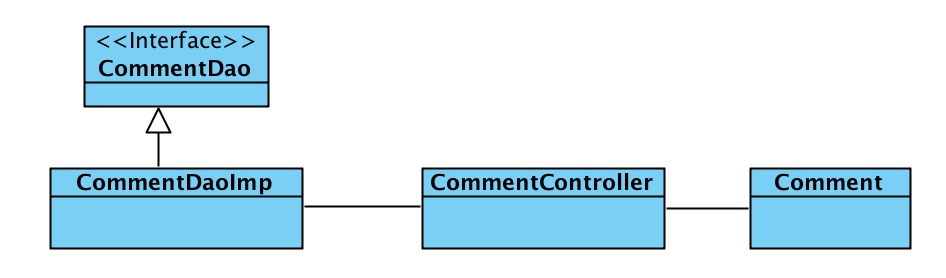 <<Interface>>
CommentDao
CommentDaoImp
CommentController
Comment